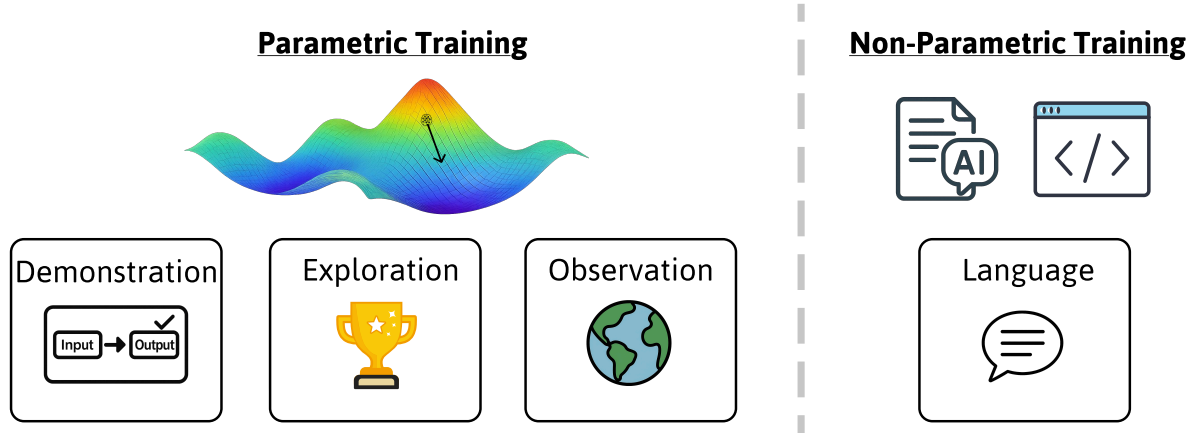 Parametric Training
Non-Parametric Training
AI
</>
Demonstration
Input
Output
Exploration
Observation
Language